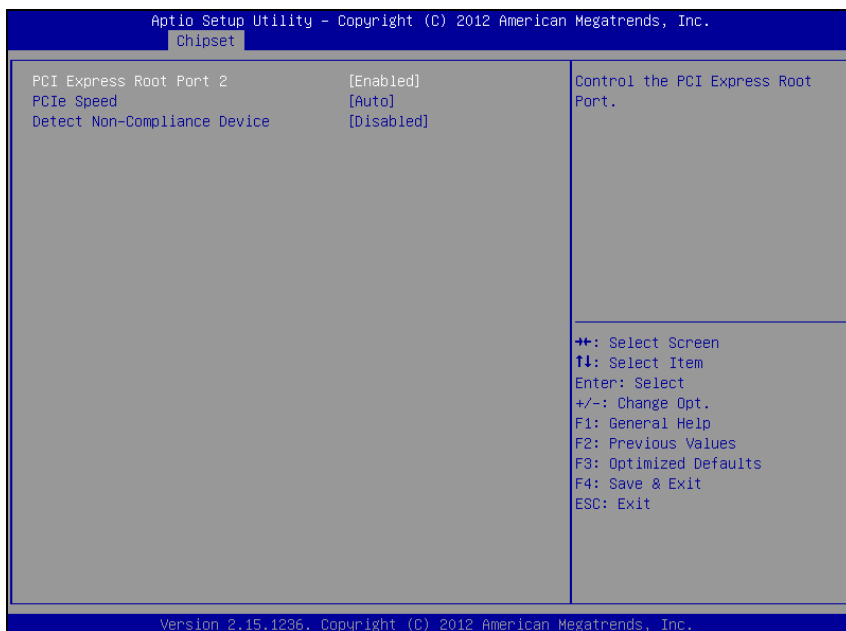 Aptio Setup Utility – Copyright (C) 2012 American Megatrends, Inc.
Chipset
PCI Express Root Port 2 [Enabled]
PCIe Speed [Auto]
Detect Non-Compliance Device [Disabled]
Control the PCI Express Root
Port.
→←: Select Screen
↑↓: Select Item
Enter: Select
+/-: Change Opt.
F1: General Help
F2: Previous Values
F3: Optimized Defaults
F4: Save & Exit
ESC: Exit
Version 2.15.1236. Copyright (C) 2012 American Megatrends, Inc.